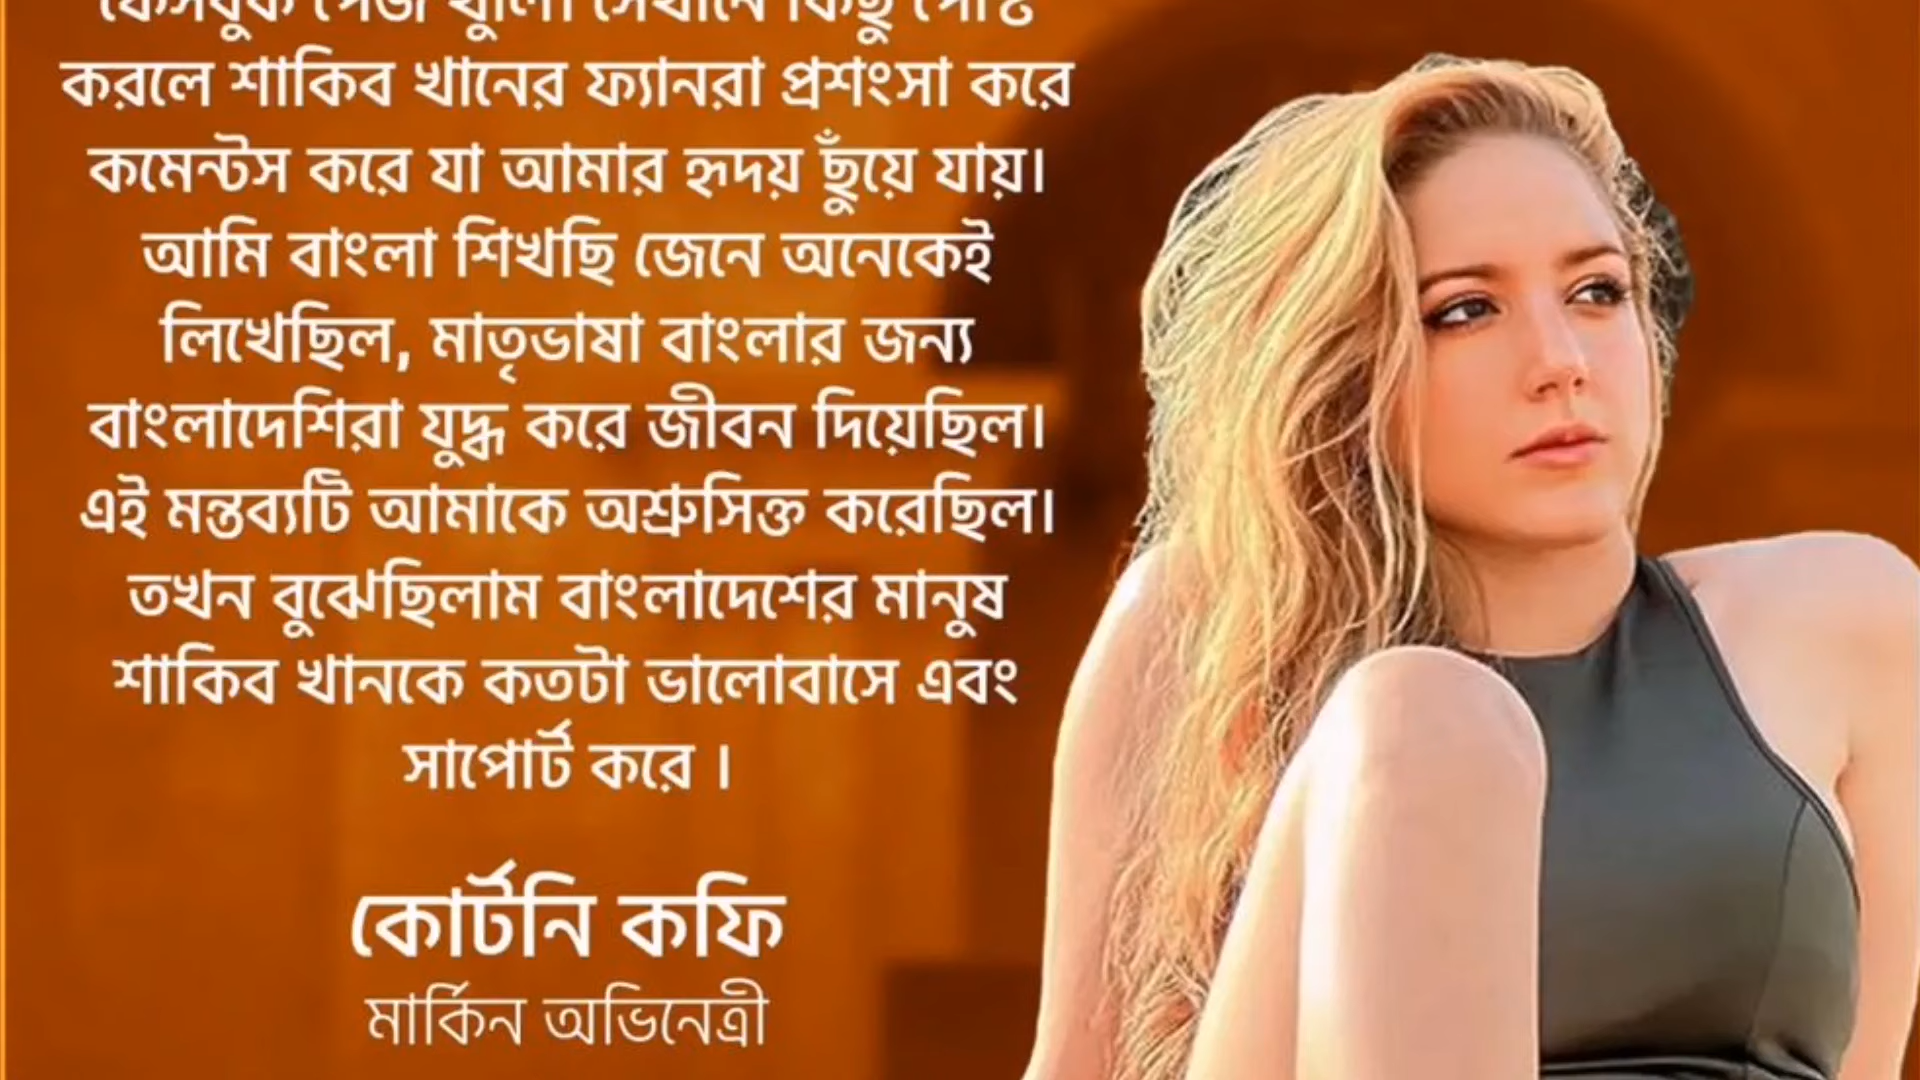 ফেসবুক পেজ খুলি। সেখানে কিছু পোস্ট
করলে শাকিব খানের ফ্যানরা প্রশংসা করে
কমেন্টস করে যা আমার হৃদয় ছুঁয়ে যায়।
আমি বাংলা শিখছি জেনে অনেকেই
লিখেছিল, মাতৃভাষা বাংলার জন্য
বাংলাদেশিরা যুদ্ধ করে জীবন দিয়েছিল।
এই মন্তব্যটি আমাকে অশ্রুসিক্ত করেছিল।
তখন বুঝেছিলাম বাংলাদেশের মানুষ
শাকিব খানকে কতটা ভালোবাসে এবং
সাপোর্ট করে ।
কোর্টনি কফি
মার্কিন অভিনেত্রী